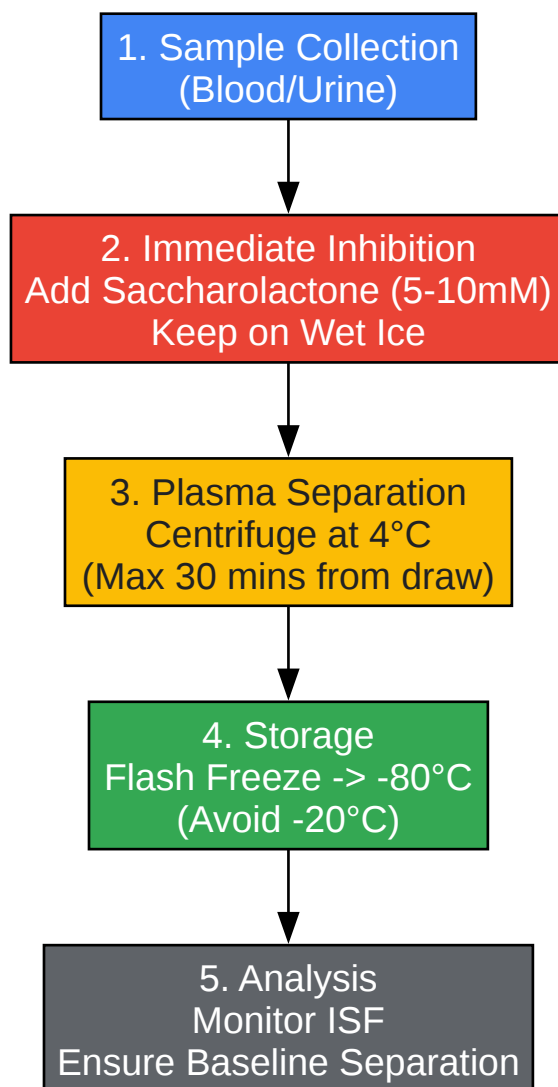 1. Sample Collection
(Blood/Urine)
2. Immediate Inhibition
Add Saccharolactone (5-10mM)
Keep on Wet Ice
3. Plasma Separation
Centrifuge at 4°C
(Max 30 mins from draw)
4. Storage
Flash Freeze -> -80°C
(Avoid -20°C)
5. Analysis
Monitor ISF
Ensure Baseline Separation